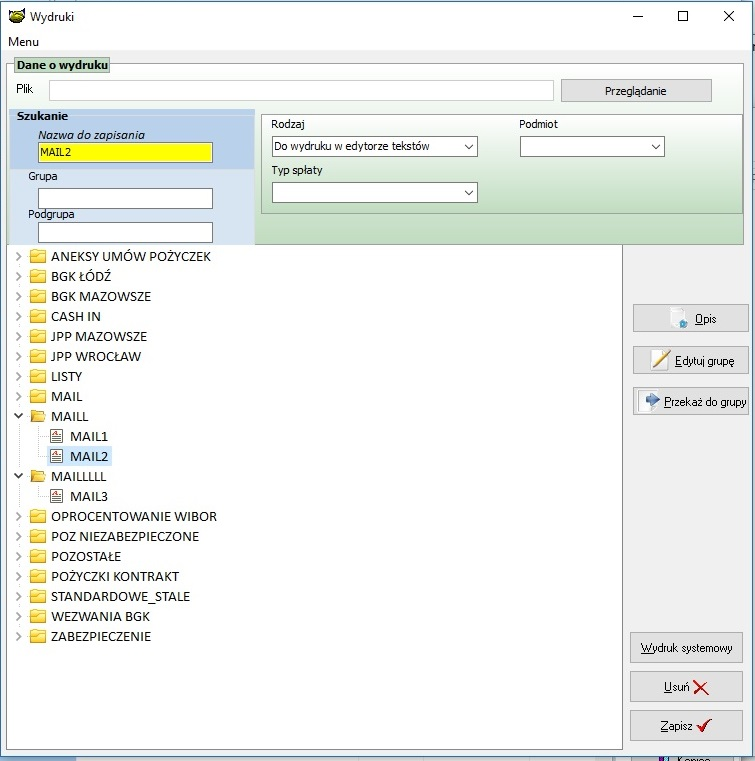 Wydruki
Menu
Dane o wydruku
Plik
Przeglądanie
Szukanie
Nazwa do zapisania
MAIL2
Grupa
Podgrupa
Rodzaj
Do wydruku w edytorze tekstów
Podmiot
Typ spłaty
ANEKSY UMÓW POŻYCZEK
BGK ŁÓDŹ
BGK MAZOWSZE
CASH IN
JPP MAZOWSZE
JPP WROCŁAW
LISTY
MAIL
MAILL
MAIL1
MAIL2
MAILLLLL
MAIL3
OPROCENTOWANIE WIBOR
POZ NIEZABEZPIECZONE
POZOSTAŁE
POŻYCZKI KONTRAKT
STANDARDOWE_STALE
WEZWANIA BGK
ZABEZPIECZENIE
Opis
Edytuj grupę
Przekaż do grupy
Wydruk systemowy
Usuń
Zapisz